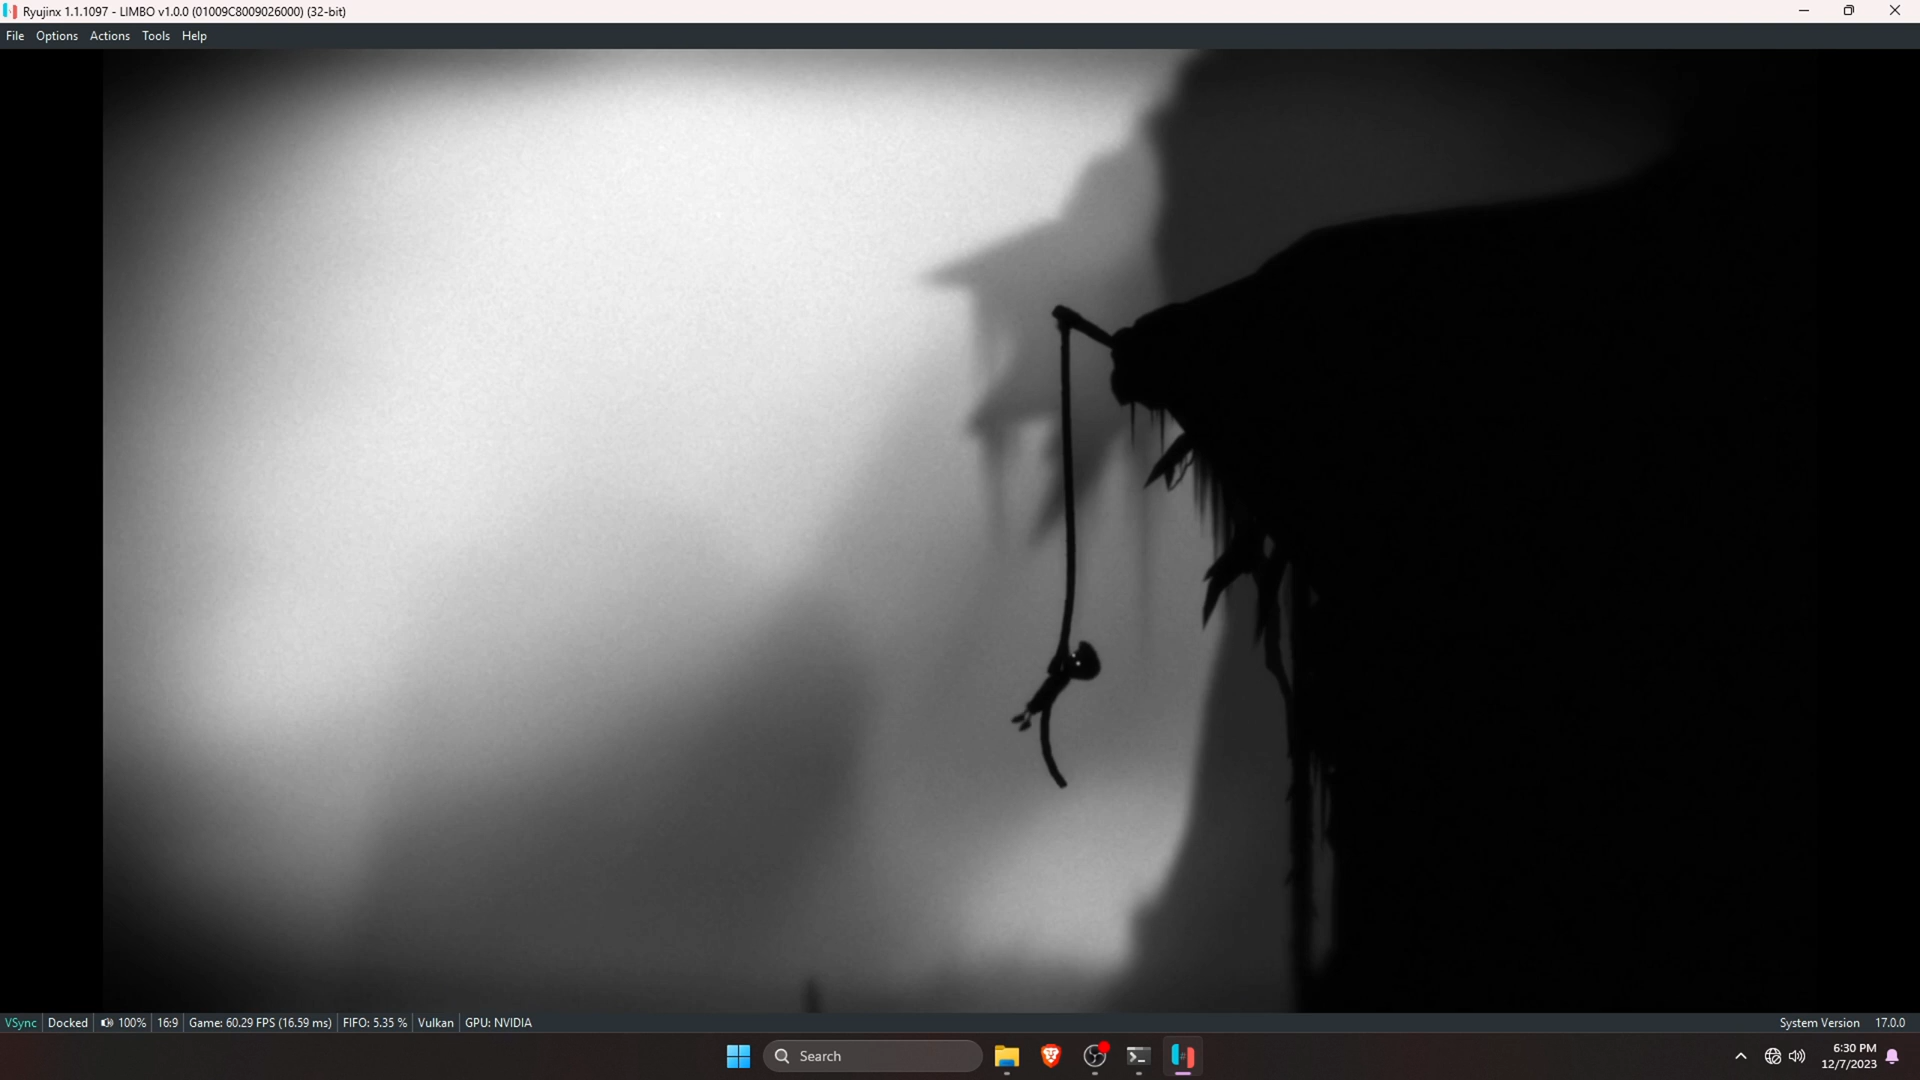 Ryujinx 1.1.1097 - LIMBO v1.0.0 (01009C8009026000) (32-bit)
File Options Actions Tools Help
VSync Docked 100% 16:9 Game: 60.29 FPS (16.59 ms) FIFO: 5.35 % Vulkan GPU: NVIDIA System Version 17.0.0
Search
6:30 PM
12/7/2023